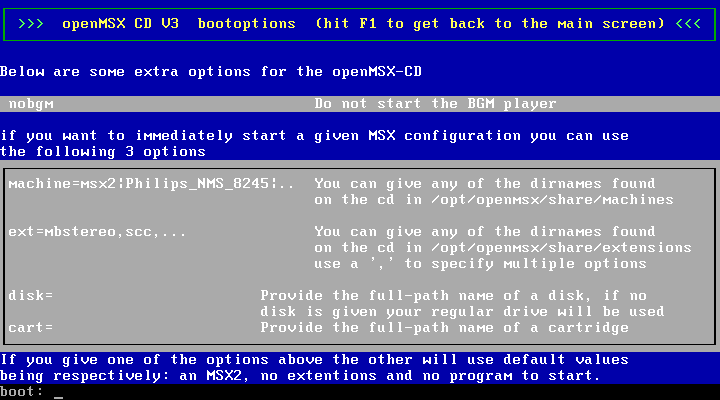 >>> openMSX CD V3 bootoptions (hit F1 to get back to the main screen) <<<
Below are some extra options for the openMSX-CD
nobgm Do not start the BGM player
if you want to immediately start a given MSX configuration you can use
the following 3 options
machine=msx2¦Philips_NMS_8245¦.. You can give any of the dirnames found
on the cd in /opt/openmsx/share/machines
ext=mbstereo,scc,... You can give any of the dirnames found
on the cd in /opt/openmsx/share/extensions
use a ',' to specify multiple options
disk= Provide the full-path name of a disk, if no
disk is given your regular drive will be used
cart= Provide the full-path name of a cartridge
If you give one of the options above the other will use default values
being respectively: an MSX2, no extentions and no program to start.
boot: _